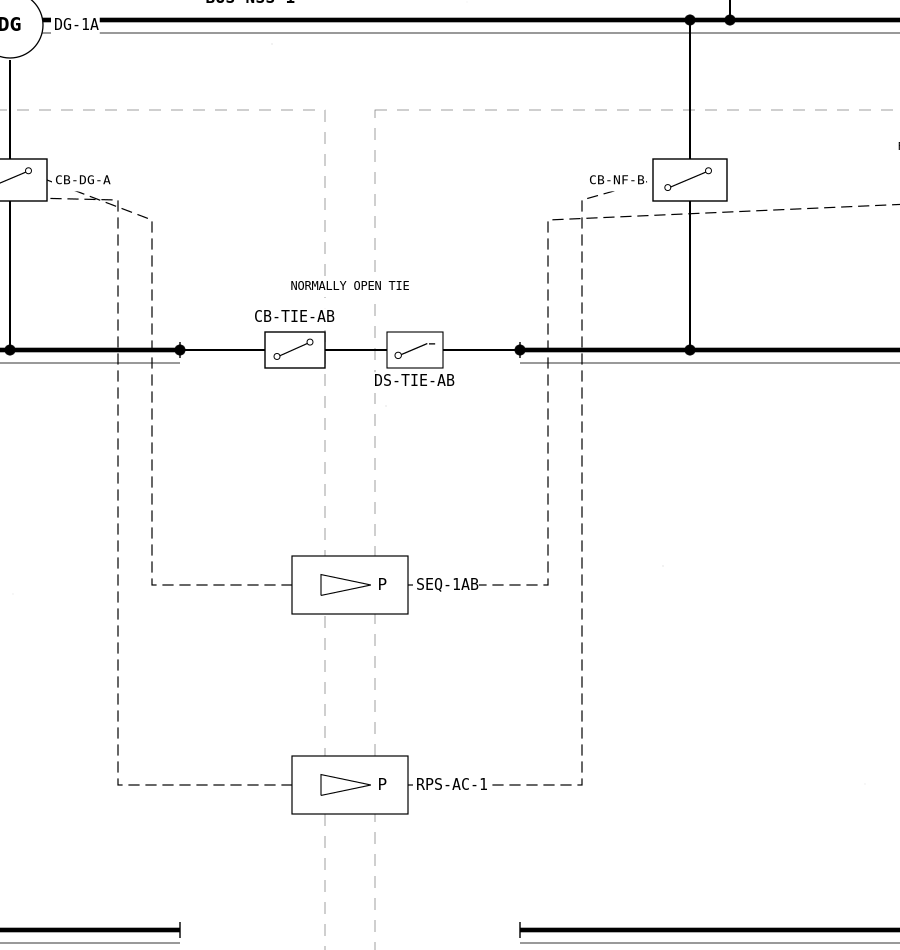 DG
DG-1A
CB-DG-A
CB-NF-B
NORMALLY OPEN TIE
CB-TIE-AB
DS-TIE-AB
P
SEQ-1AB
P
RPS-AC-1